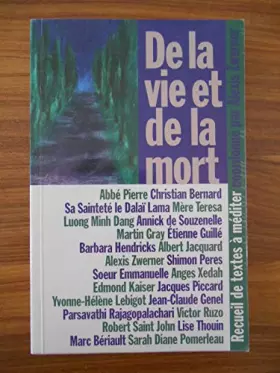 De la
vie et
de la
mort
Abbé Pierre Christian Bernard
Sa Sainteté le Dalaï Lama Mère Teresa
Luong Minh Dang Annick de Souzenelle
Martin Gray Étienne Guillé
Barbara Hendricks Albert Jacquard
Alexis Zwerner Shimon Peres
Soeur Emmanuelle Anges Xedah
Edmond Kaiser Jacques Piccard
Yvonne-Hélène Lebigot Jean-Claude Genel
Parsavathi Rajagopalachari Victor Ruzo
Robert Saint John Lise Thouin
Marc Bériault Sarah Diane Pomerleau
Recueil de textes à méditer